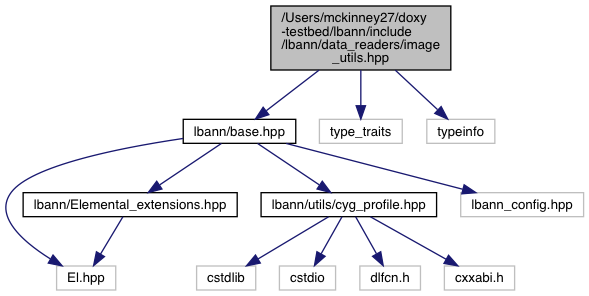 /Users/mckinney27/doxy
-testbed/lbann/include
/lbann/data_readers/image
_utils.hpp
lbann/base.hpp
type_traits
typeinfo
lbann/Elemental_extensions.hpp
lbann/utils/cyg_profile.hpp
lbann_config.hpp
El.hpp
cstdlib
cstdio
dlfcn.h
cxxabi.h